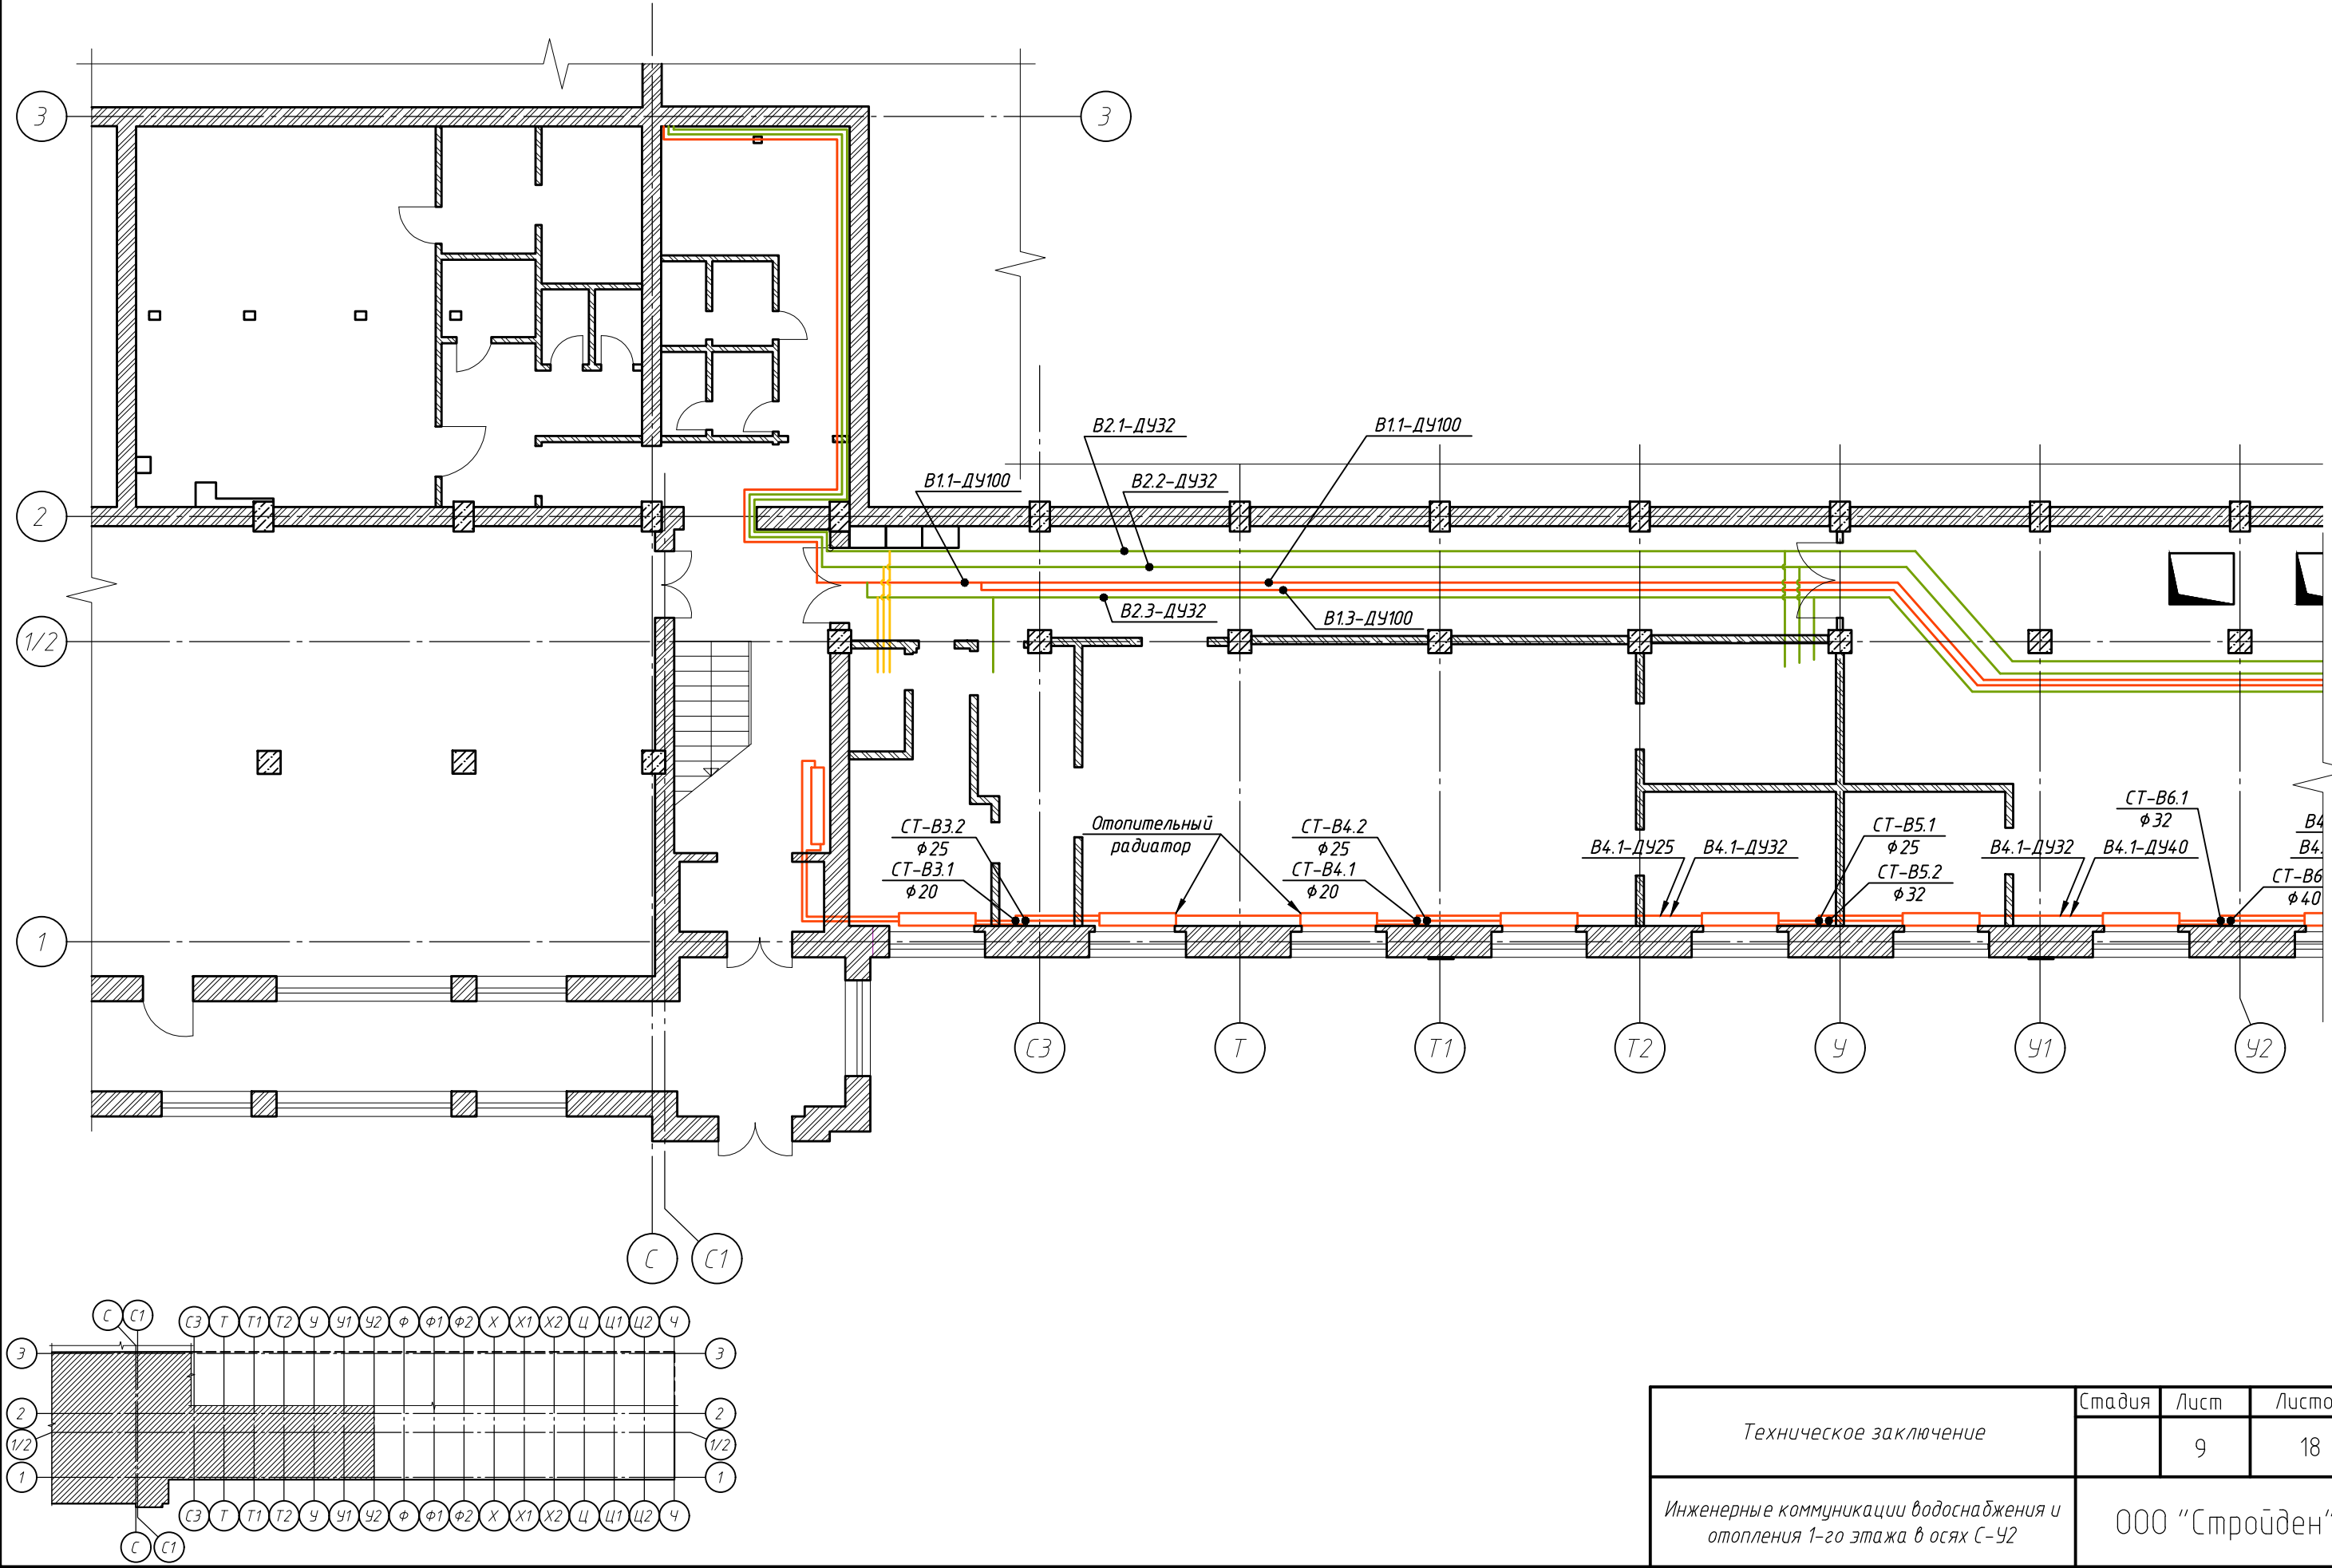 3
3
В2.1-ДУ32
В1.1-ДУ100
В1.1-ДУ100
В2.2-ДУ32
2
В2.3-ДУ32
В1.3-ДУ100
1/2
СТ-В3.2
ϕ25
СТ-В3.1
ϕ20
Отопительный
радиатор
СТ-В4.2
ϕ25
СТ-В4.1
ϕ20
В4.1-ДУ25
В4.1-ДУ32
СТ-В5.1
ϕ25
СТ-В5.2
ϕ32
В4.1-ДУ32
В4.1-ДУ40
СТ-В6.1
ϕ32
В4
В4.
СТ-В6
ϕ40
1
С3
Т
Т1
Т2
У
У1
У2
С
С1
С С1
С3 Т Т1 Т2 У У1 У2 Ф Ф1 Ф2 Х Х1 Х2 Ц Ц1 Ц2 Ч
3 3
2 2
1/2 1/2
1 1
С3 Т Т1 Т2 У У1 У2 Ф Ф1 Ф2 Х Х1 Х2 Ц Ц1 Ц2 Ч
С С1
Техническое заключение
Стадия Лист Листо
9 18
Инженерные коммуникации водоснабжения и
отопления 1-го этажа в осях С-У2
ООО "Стройден"